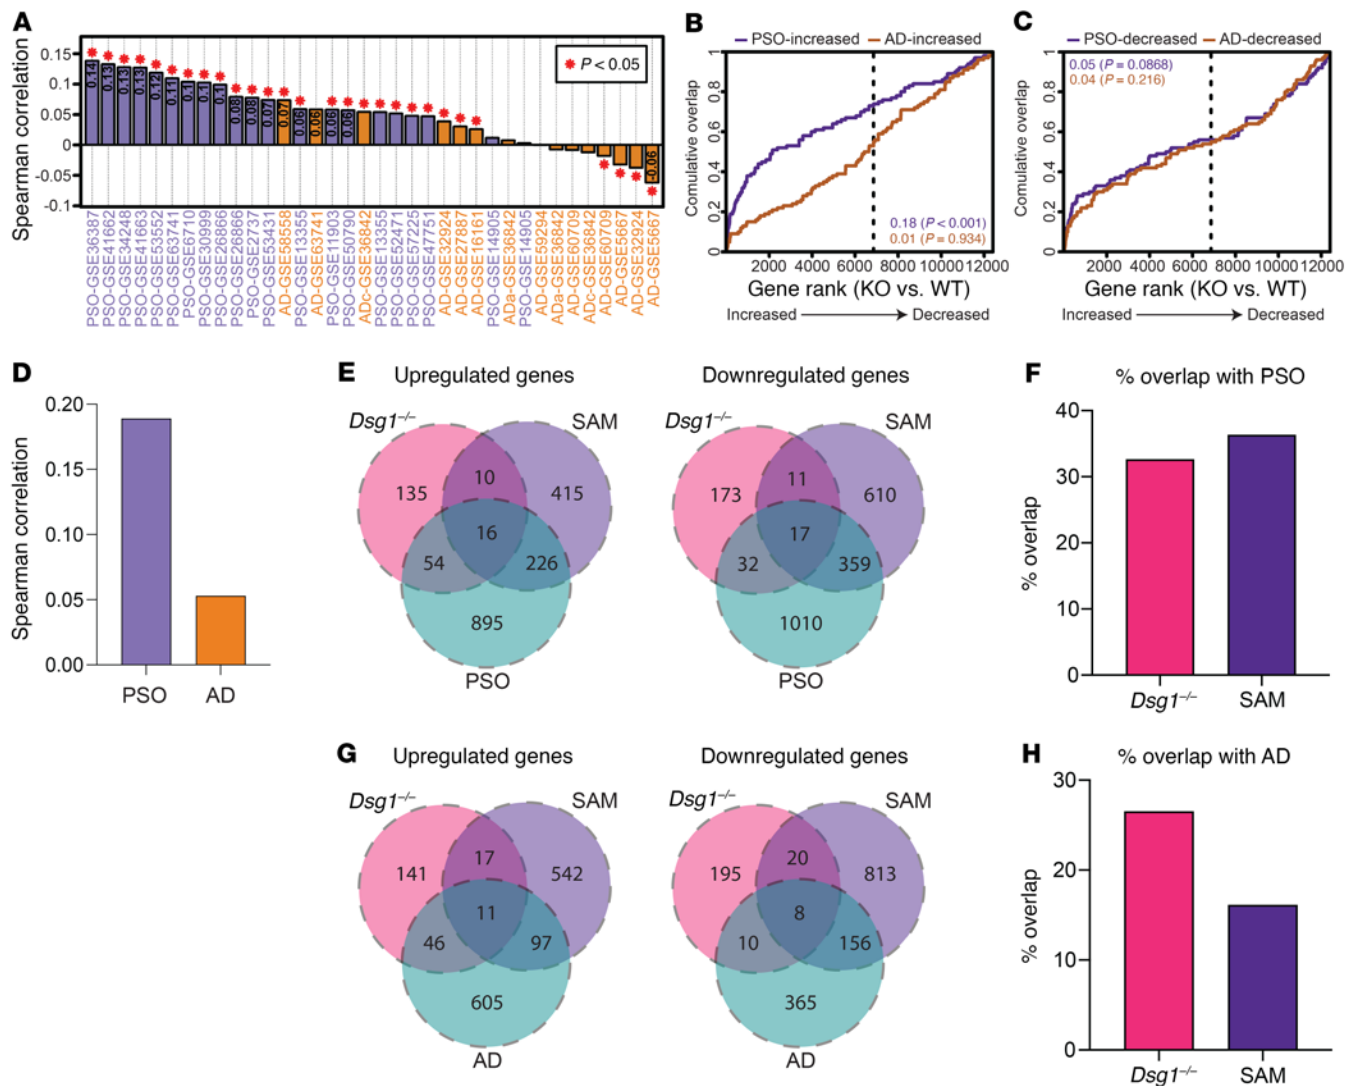 A
Spearman correlation
0.15
0.1
0.05
0
-0.05
-0.1
P < 0.05
0.14
0.13
0.13
0.13
0.12
0.11
0.1
0.1
0.1
0.08
0.08
0.07
0.07
0.06
0.06
0.06
0.06
-0.06
PSO-GSE36387
PSO-GSE41662
PSO-GSE34248
PSO-GSE41663
PSO-GSE53552
PSO-GSE63741
PSO-GSE6710
PSO-GSE30999
PSO-GSE26866
PSO-GSE26866
PSO-GSE2737
PSO-GSE53431
AD-GSE58558
PSO-GSE13355
AD-GSE63741
PSO-GSE11903
PSO-GSE50790
ADc-GSE36842
PSO-GSE13355
PSO-GSE52471
PSO-GSE57225
PSO-GSE47751
AD-GSE32924
AD-GSE27887
AD-GSE16161
PSO-GSE14905
ADa-GSE36842
PSO-GSE14905
AD-GSE59294
ADa-GSE36842
AD-GSE60709
ADc-GSE36842
AD-GSE60709
AD-GSE5667
AD-GSE32924
AD-GSE5667
B
PSO-increased AD-increased
Comulative overlap
1
0.8
0.6
0.4
0.2
0
0.18 (P < 0.001)
0.01 (P = 0.934)
2000 4000 6000 8000 10000 12000
Gene rank (KO vs. WT)
Increased Decreased
C
PSO-decreased AD-decreased
0.05 (P = 0.0868)
0.04 (P = 0.216)
Comulative overlap
1
0.8
0.6
0.4
0.2
0
2000 4000 6000 8000 10000 12000
Gene rank (KO vs. WT)
Increased Decreased
D
Spearman correlation
0.20
0.15
0.10
0.05
0.00
PSO AD
E
Upregulated genes
Dsg1–/–
SAM
135
10
415
16
54
226
895
PSO
Downregulated genes
Dsg1–/–
SAM
173
11
610
17
32
359
1010
PSO
F
% overlap with PSO
% overlap
40
30
20
10
0
Dsg1–/– SAM
G
Upregulated genes
Dsg1–/–
SAM
141
17
542
11
46
97
605
AD
Downregulated genes
Dsg1–/–
SAM
195
20
813
8
10
156
365
AD
H
% overlap with AD
% overlap
30
20
10
0
Dsg1–/– SAM